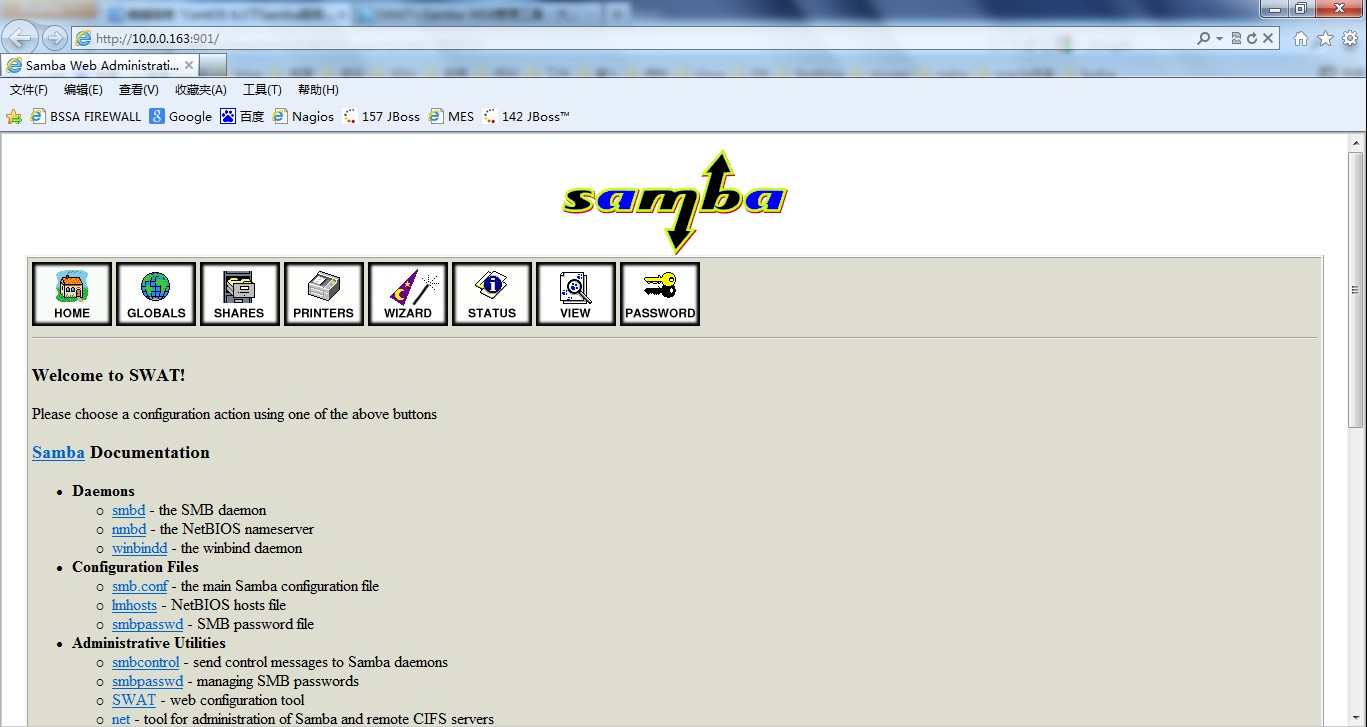 http://10.0.0.163:901/
Samba Web Administrati...
文件(F) 编辑(E) 查看(V) 收藏夹(A) 工具(T) 帮助(H)
BSSA FIREWALL Google 百度 Nagios 157 JBoss MES 142 JBoss™
samba
HOME GLOBALS SHARES PRINTERS WIZARD STATUS VIEW PASSWORD
Welcome to SWAT!
Please choose a configuration action using one of the above buttons
Samba Documentation
Daemons
smbd - the SMB daemon
nmbd - the NetBIOS nameserver
winbindd - the winbind daemon
Configuration Files
smb.conf - the main Samba configuration file
lmhosts - NetBIOS hosts file
smbpasswd - SMB password file
Administrative Utilities
smbcontrol - send control messages to Samba daemons
smbpasswd - managing SMB passwords
SWAT - web configuration tool
net - tool for administration of Samba and remote CIFS servers